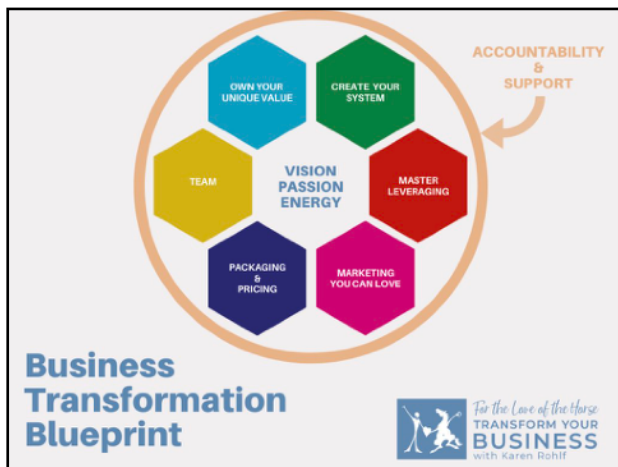 ACCOUNTABILITY
&
SUPPORT
OWN YOUR
UNIQUE VALUE
CREATE YOUR
SYSTEM
TEAM
VISION
PASSION
ENERGY
MASTER
LEVERAGING
PACKAGING
&
PRICING
MARKETING
YOU CAN LOVE
Business
Transformation
Blueprint
For the Love of the Horse
TRANSFORM YOUR
BUSINESS
with Karen Rohlf